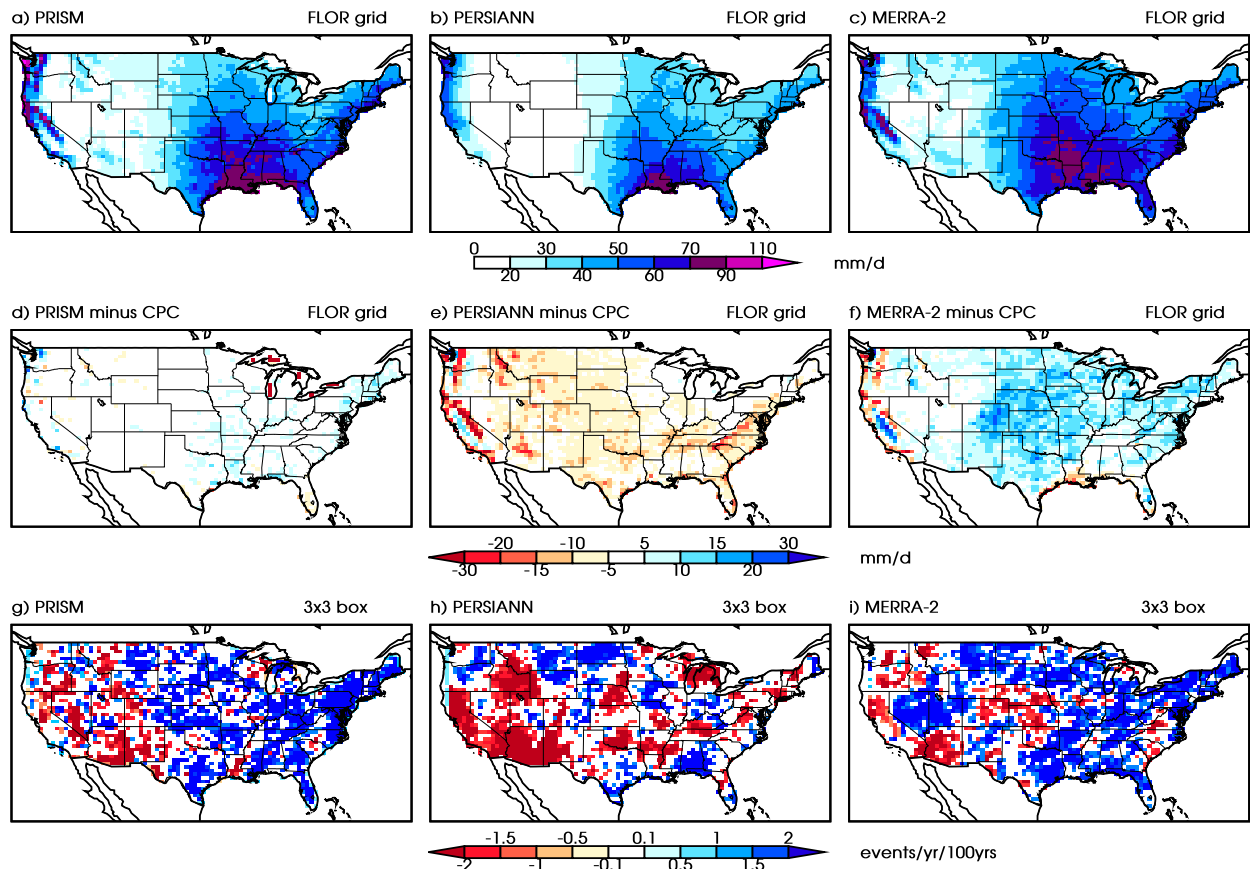 a) PRISM FLOR grid b) PERSIANN FLOR grid c) MERRA-2 FLOR grid
0 30 50 70 110
20 40 60 90 mm/d
d) PRISM minus CPC FLOR grid e) PERSIANN minus CPC FLOR grid f) MERRA-2 minus CPC FLOR grid
-20 -10 5 15 30
-30 -15 -5 10 20 mm/d
g) PRISM 3x3 box h) PERSIANN 3x3 box i) MERRA-2 3x3 box
-1.5 -0.5 0.1 1 2
-2 -1 -0.1 0.5 1.5 events/yr/100yrs